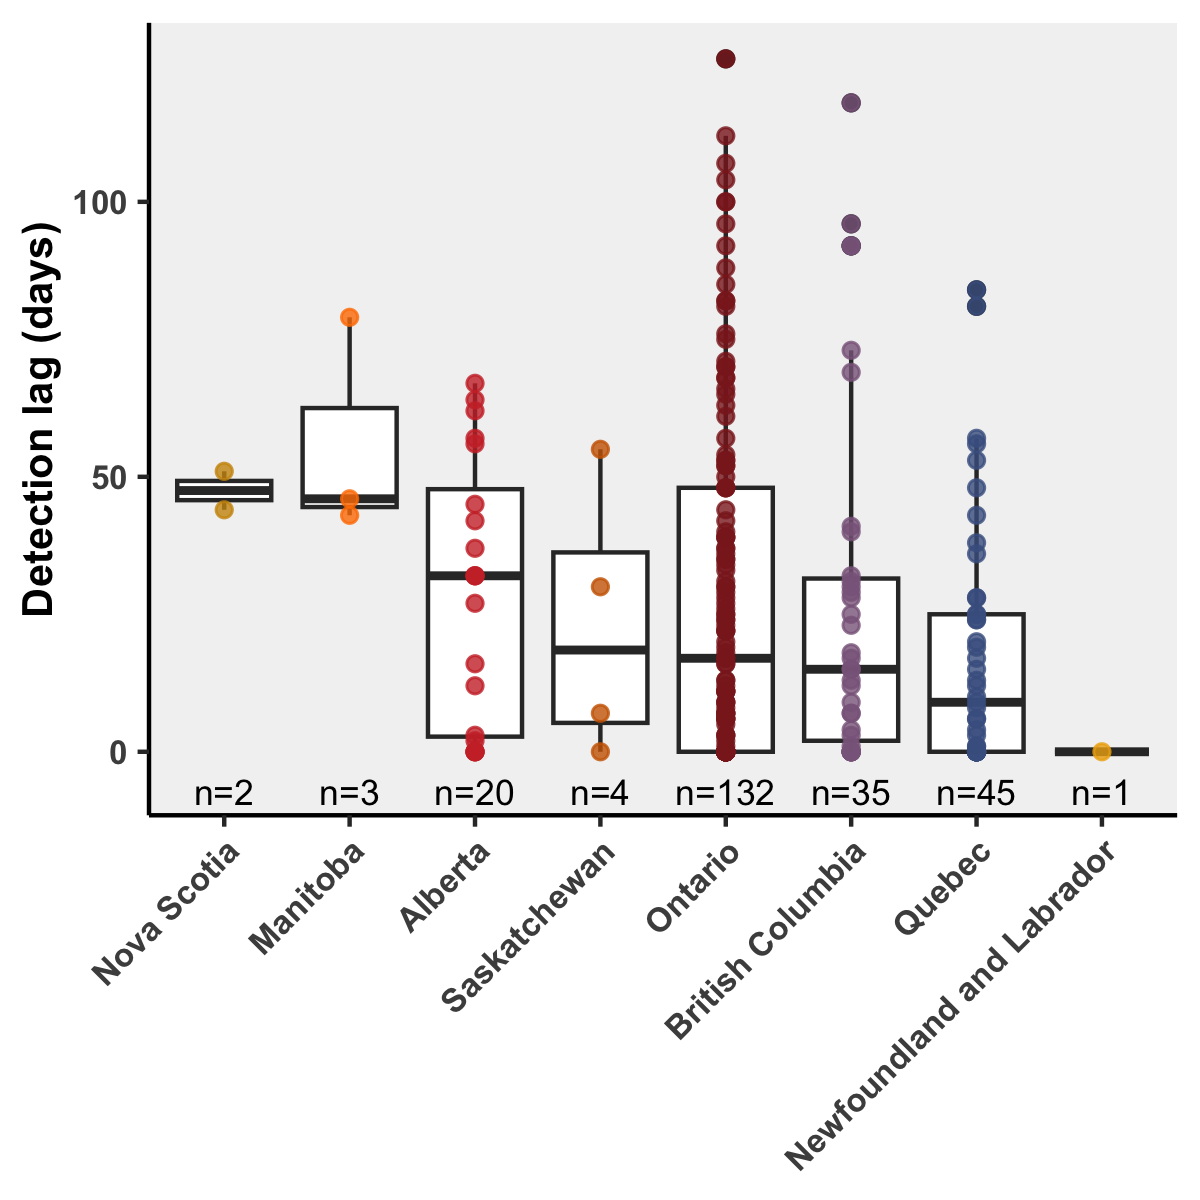 Detection lag (days)
100
50
0
n=2
n=3
n=20
n=4
n=132
n=35
n=45
n=1
Nova Scotia
Manitoba
Alberta
Saskatchewan
Ontario
British Columbia
Quebec
Newfoundland and Labrador